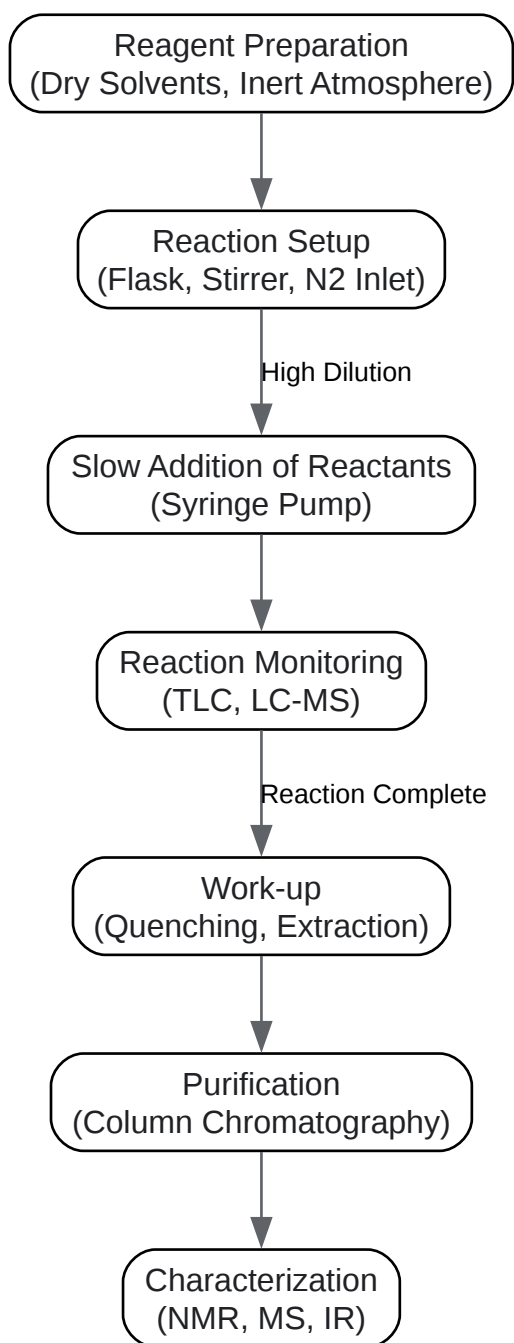 Reagent Preparation
(Dry Solvents, Inert Atmosphere)
Reaction Setup
(Flask, Stirrer, N2 Inlet)
High Dilution
Slow Addition of Reactants
(Syringe Pump)
Reaction Monitoring
(TLC, LC-MS)
Reaction Complete
Work-up
(Quenching, Extraction)
Purification
(Column Chromatography)
Characterization
(NMR, MS, IR)